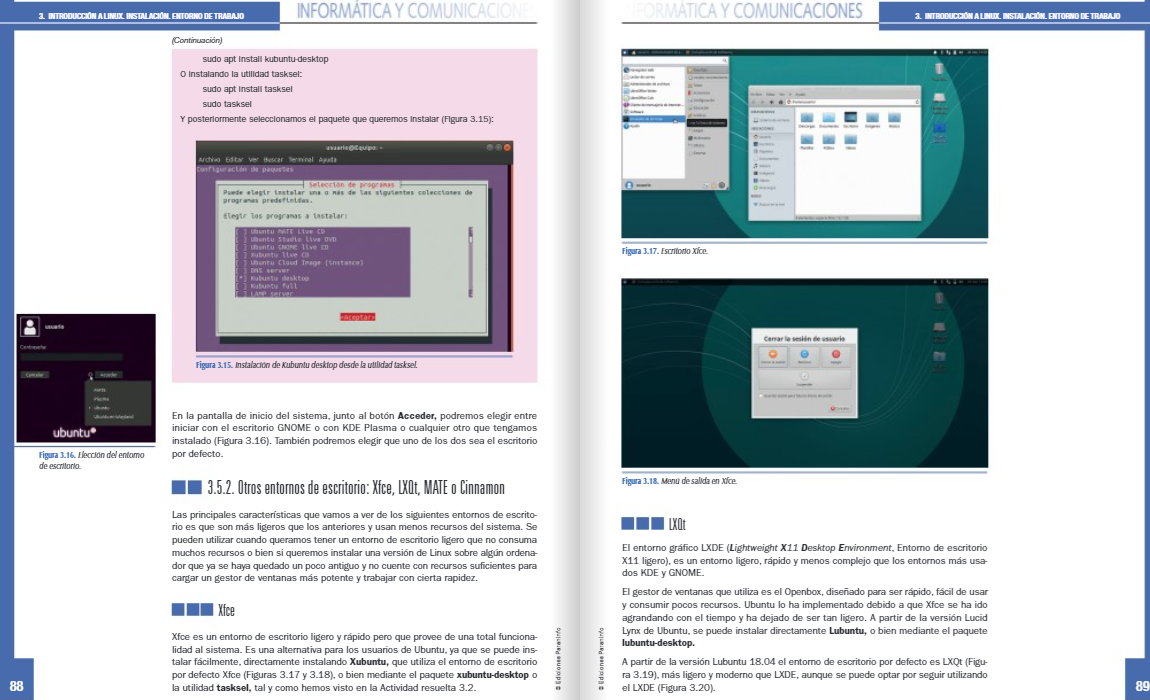 3. INTRODUCCIÓN A LINUX. INSTALACIÓN. ENTORNO DE TRABAJO
INFORMÁTICA Y COMUNICACIONES
(Continuación)
sudo apt install kubuntu-desktop
O instalando la utilidad tasksel:
sudo apt install tasksel
sudo tasksel
Y posteriormente seleccionamos el paquete que queremos instalar (Figura 3.15):
usuario@Equipo: ~
Archivo Editar Ver Buscar Terminal Ayuda
Configuración de paquetes
Selección de programas
Puede elegir instalar una o más de las siguientes colecciones de
programas predefinidas.
Elegir los programas a instalar:
[ ] Ubuntu MATE Live CD
[ ] Ubuntu Studio live DVD
[ ] Ubuntu GNOME live CD
[ ] Xubuntu live CD
[ ] Ubuntu Cloud Image (instance)
[ ] DNS server
[*] Kubuntu desktop
[ ] Kubuntu full
[ ] LAMP server
<Aceptar>
Figura 3.15. Instalación de Kubuntu desktop desde la utilidad tasksel.
usuario
Contraseña:
Cancelar
Acceder
Plasma
Ubuntu
ubuntu
Figura 3.16. Elección del entorno
de escritorio.
En la pantalla de inicio del sistema, junto al botón Acceder, podremos elegir entre
iniciar con el escritorio GNOME o con KDE Plasma o cualquier otro que tengamos
instalado (Figura 3.16). También podremos elegir que uno de los dos sea el escritorio
por defecto.
3.5.2. Otros entornos de escritorio: Xfce, LXQt, MATE o Cinnamon
Las principales características que vamos a ver de los siguientes entornos de escrito-
rio es que son más ligeros que los anteriores y usan menos recursos del sistema. Se
pueden utilizar cuando queramos tener un entorno de escritorio ligero que no consuma
muchos recursos o bien si queremos instalar una versión de Linux sobre algún ordena-
dor que ya se haya quedado un poco antiguo y no cuente con recursos suficientes para
cargar un gestor de ventanas más potente y trabajar con cierta rapidez.
Xfce
Xfce es un entorno de escritorio ligero y rápido pero que provee de una total funciona-
lidad al sistema. Es una alternativa para los usuarios de Ubuntu, ya que se puede ins-
talar fácilmente, directamente instalando Xubuntu, que utiliza el entorno de escritorio
por defecto Xfce (Figuras 3.17 y 3.18), o bien mediante el paquete xubuntu-desktop o
la utilidad tasksel, tal y como hemos visto en la Actividad resuelta 3.2.
© Ediciones Paraninfo
88
INFORMÁTICA Y COMUNICACIONES
3. INTRODUCCIÓN A LINUX. INSTALACIÓN. ENTORNO DE TRABAJO
Figura 3.17. Escritorio Xfce.
Cerrar la sesión de usuario
Figura 3.18. Menú de salida en Xfce.
LXQt
El entorno gráfico LXDE (Lightweight X11 Desktop Environment, Entorno de escritorio
X11 ligero), es un entorno ligero, rápido y menos complejo que los entornos más usa-
dos KDE y GNOME.
El gestor de ventanas que utiliza es el Openbox, diseñado para ser rápido, fácil de usar
y consumir pocos recursos. Ubuntu lo ha implementado debido a que Xfce se ha ido
agrandando con el tiempo y ha dejado de ser tan ligero. A partir de la versión Lucid
Lynx de Ubuntu, se puede instalar directamente Lubuntu, o bien mediante el paquete
lubuntu-desktop.
A partir de la versión Lubuntu 18.04 el entorno de escritorio por defecto es LXQt (Figu-
ra 3.19), más ligero y moderno que LXDE, aunque se puede optar por seguir utilizando
el LXDE (Figura 3.20).
© Ediciones Paraninfo
89